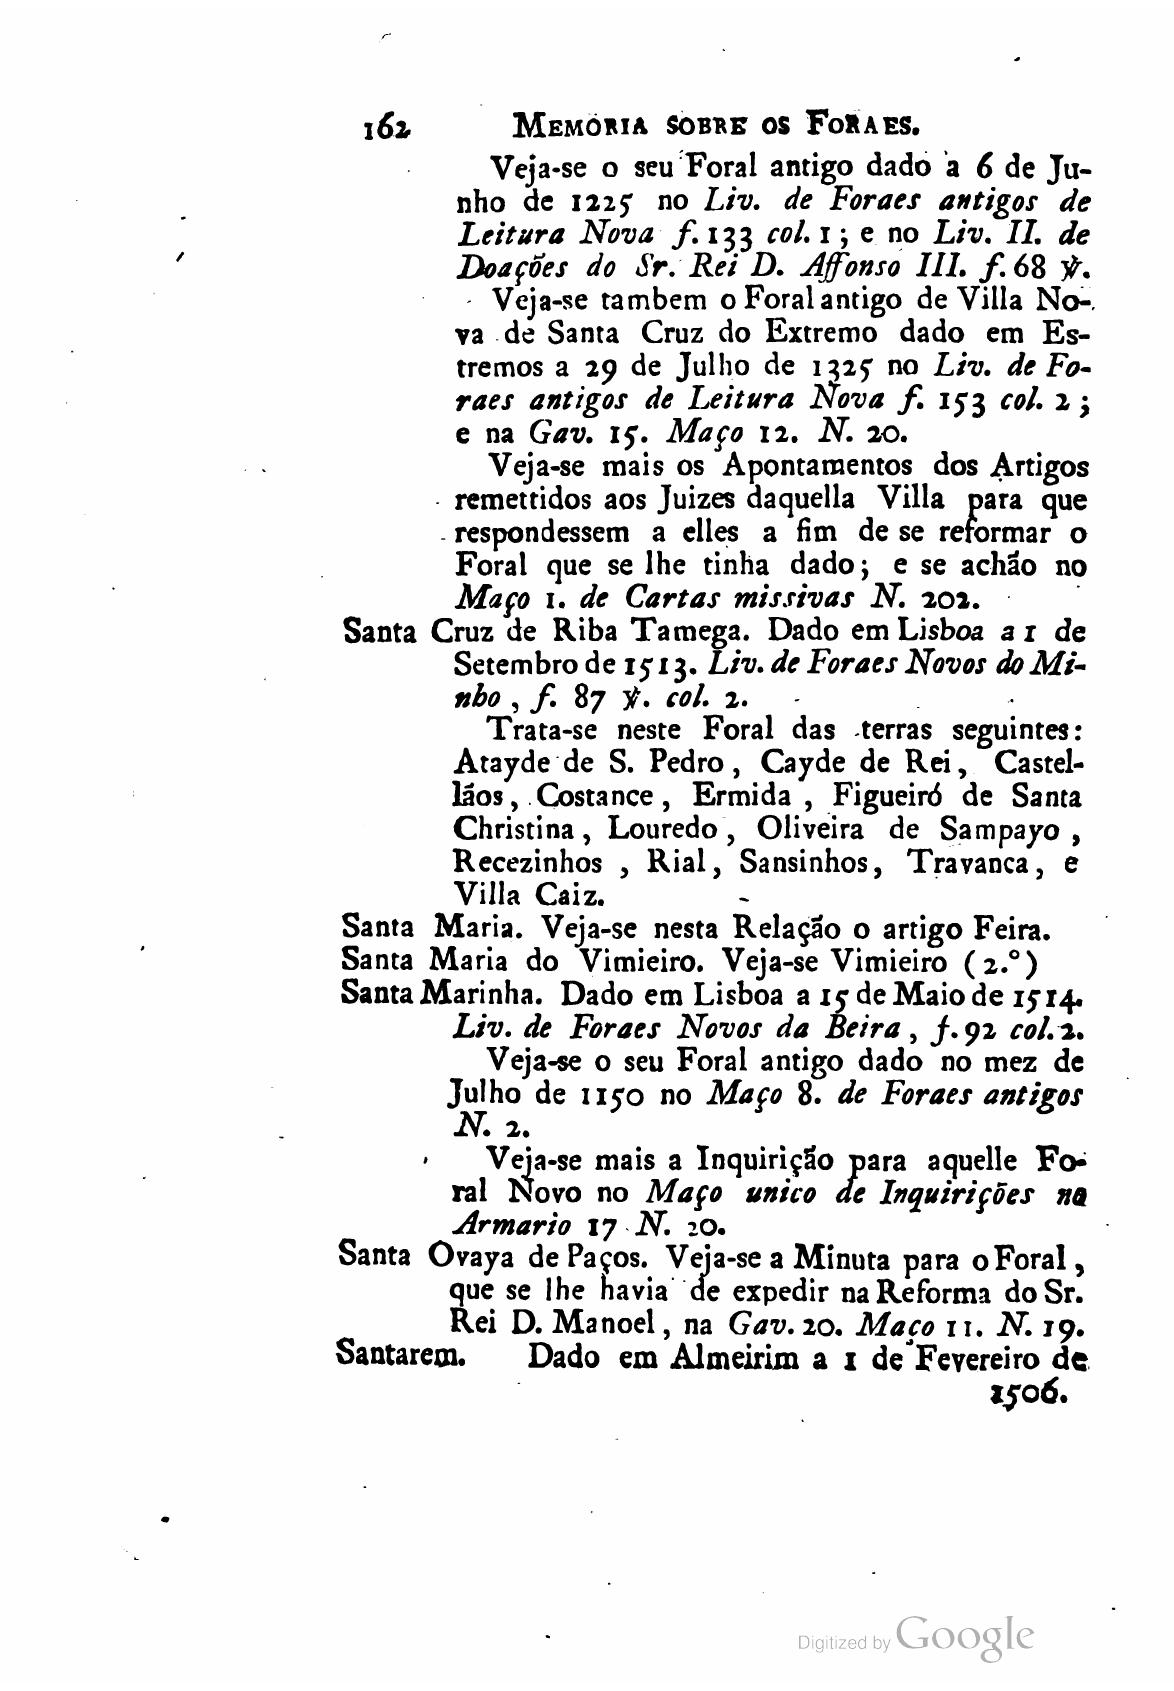 162 MEMORIA SOBRE OS FORAES.
Veja-se o seu Foral antigo dado a 6 de Ju-
nho de 1225 no Liv. de Foraes antigos de
Leitura Nova f. 133 col. 1; e no Liv. II. de
Doações do Sr. Rei D. Affonso III. f. 68 ℣.
Veja-se tambem o Foral antigo de Villa No-
va de Santa Cruz do Extremo dado em Es-
tremos a 29 de Julho de 1325 no Liv. de Fo-
raes antigos de Leitura Nova f. 153 col. 2;
e na Gav. 15. Maço 12. N. 20.
Veja-se mais os Apontamentos dos Artigos
remettidos aos Juizes daquella Villa para que
respondessem a elles a fim de se reformar o
Foral que se lhe tinha dado; e se achão no
Maço 1. de Cartas missivas N. 202.
Santa Cruz de Riba Tamega. Dado em Lisboa a 1 de
Setembro de 1513. Liv. de Foraes Novos do Mi-
nho, f. 87 ℣. col. 2.
Trata-se neste Foral das terras seguintes:
Atayde de S. Pedro, Cayde de Rei, Castel-
lãos, Costance, Ermida, Figueiró de Santa
Christina, Louredo, Oliveira de Sampayo,
Recezinhos, Rial, Sansinhos, Travanca, e
Villa Caiz.
Santa Maria. Veja-se nesta Relação o artigo Feira.
Santa Maria do Vimieiro. Veja-se Vimieiro (2.º)
Santa Marinha. Dado em Lisboa a 15 de Maio de 1514.
Liv. de Foraes Novos da Beira, f. 92 col. 2.
Veja-se o seu Foral antigo dado no mez de
Julho de 1150 no Maço 8. de Foraes antigos
N. 2.
Veja-se mais a Inquirição para aquelle Fo-
ral Novo no Maço unico de Inquirições na
Armario 17 N. 20.
Santa Ovaya de Paços. Veja-se a Minuta para o Foral,
que se lhe havia de expedir na Reforma do Sr.
Rei D. Manoel, na Gav. 20. Maço 11. N. 19.
Santarem. Dado em Almeirim a 1 de Fevereiro de
1506.
Digitized by Google